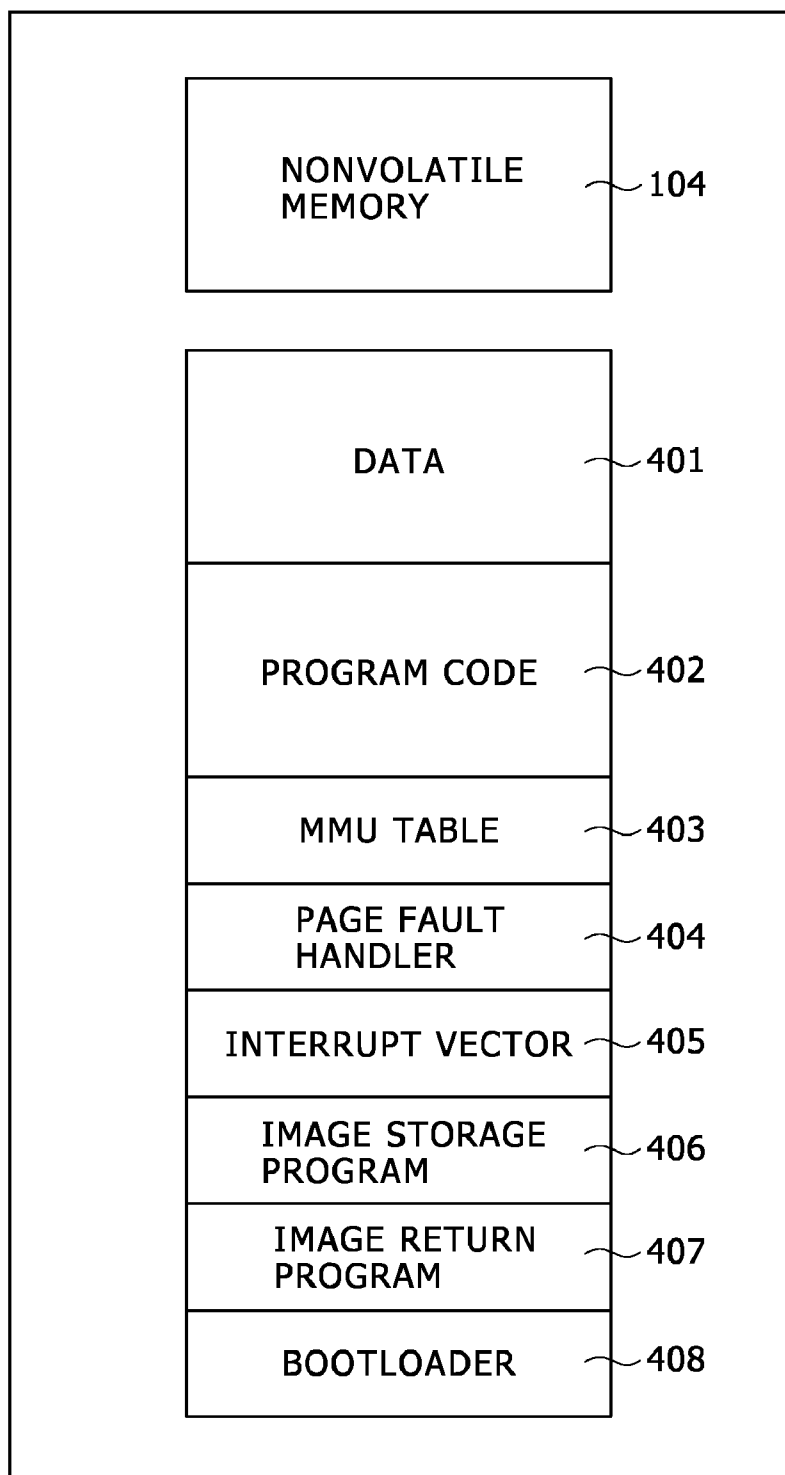 NONVOLATILE
MEMORY
104
DATA
401
PROGRAM CODE
402
MMU TABLE
403
PAGE FAULT
HANDLER
404
INTERRUPT VECTOR
405
IMAGE STORAGE
PROGRAM
406
IMAGE RETURN
PROGRAM
407
BOOTLOADER
408